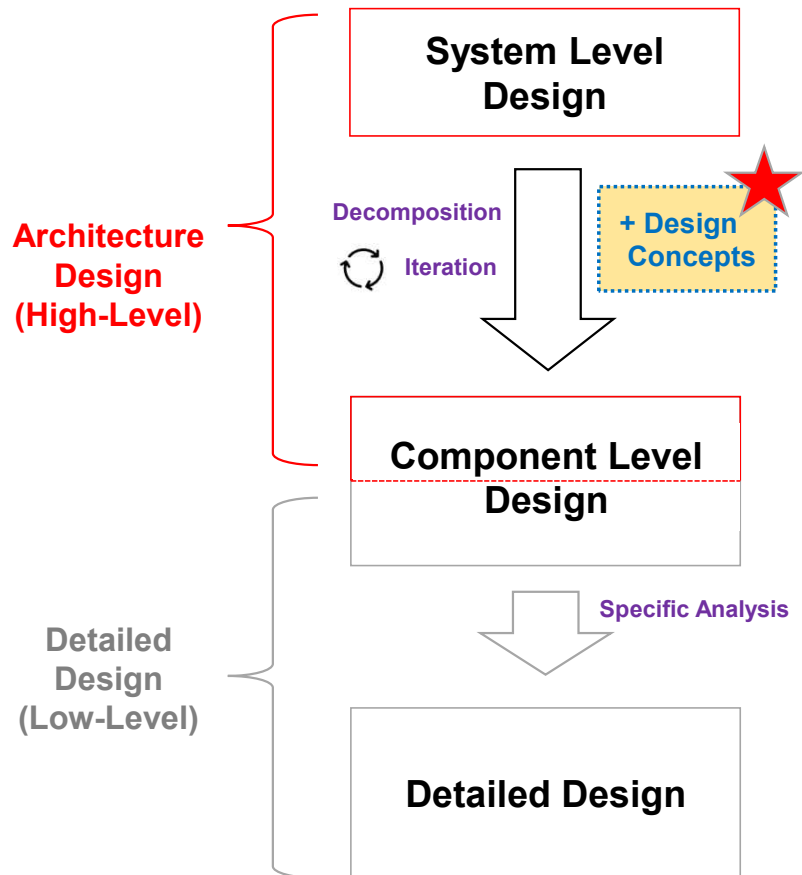 System Level
Design
Decomposition
Iteration
+ Design
Concepts
Architecture
Design
(High-Level)
Component Level
Design
Specific Analysis
Detailed
Design
(Low-Level)
Detailed Design